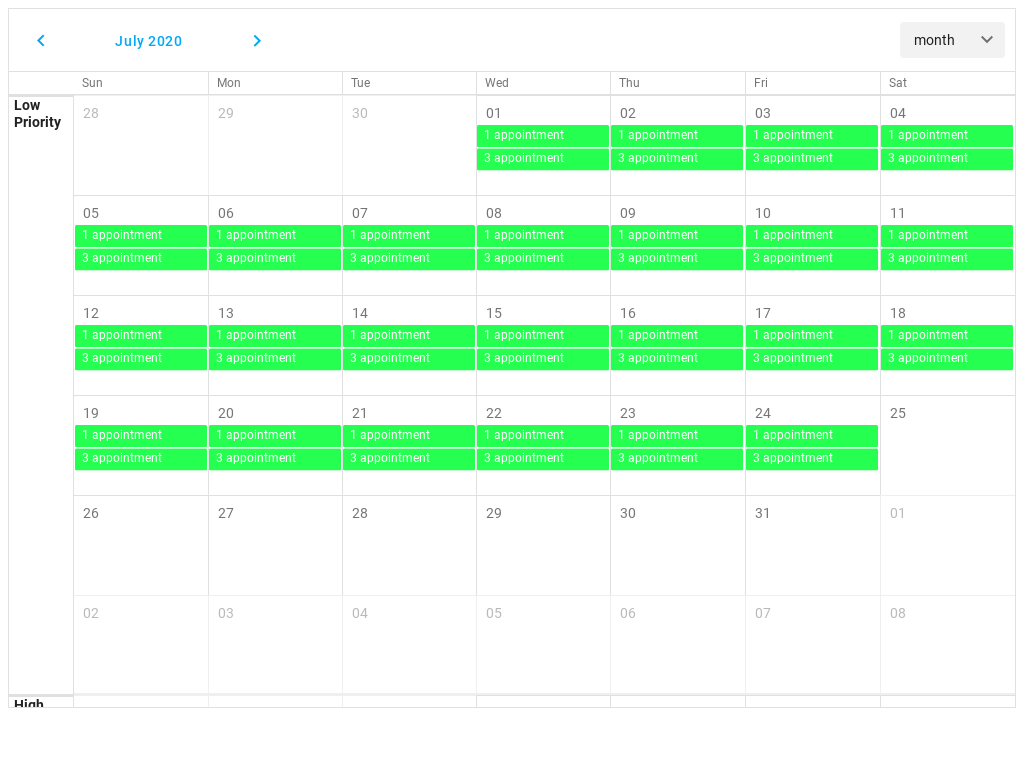 July 2020 month
Sun Mon Tue Wed Thu Fri Sat
Low
Priority
28 29 30 01 02 03 04
1 appointment 1 appointment 1 appointment 1 appointment
3 appointment 3 appointment 3 appointment 3 appointment
05 06 07 08 09 10 11
1 appointment 1 appointment 1 appointment 1 appointment 1 appointment 1 appointment 1 appointment
3 appointment 3 appointment 3 appointment 3 appointment 3 appointment 3 appointment 3 appointment
12 13 14 15 16 17 18
1 appointment 1 appointment 1 appointment 1 appointment 1 appointment 1 appointment 1 appointment
3 appointment 3 appointment 3 appointment 3 appointment 3 appointment 3 appointment 3 appointment
19 20 21 22 23 24 25
1 appointment 1 appointment 1 appointment 1 appointment 1 appointment 1 appointment
3 appointment 3 appointment 3 appointment 3 appointment 3 appointment 3 appointment
26 27 28 29 30 31 01
02 03 04 05 06 07 08
High